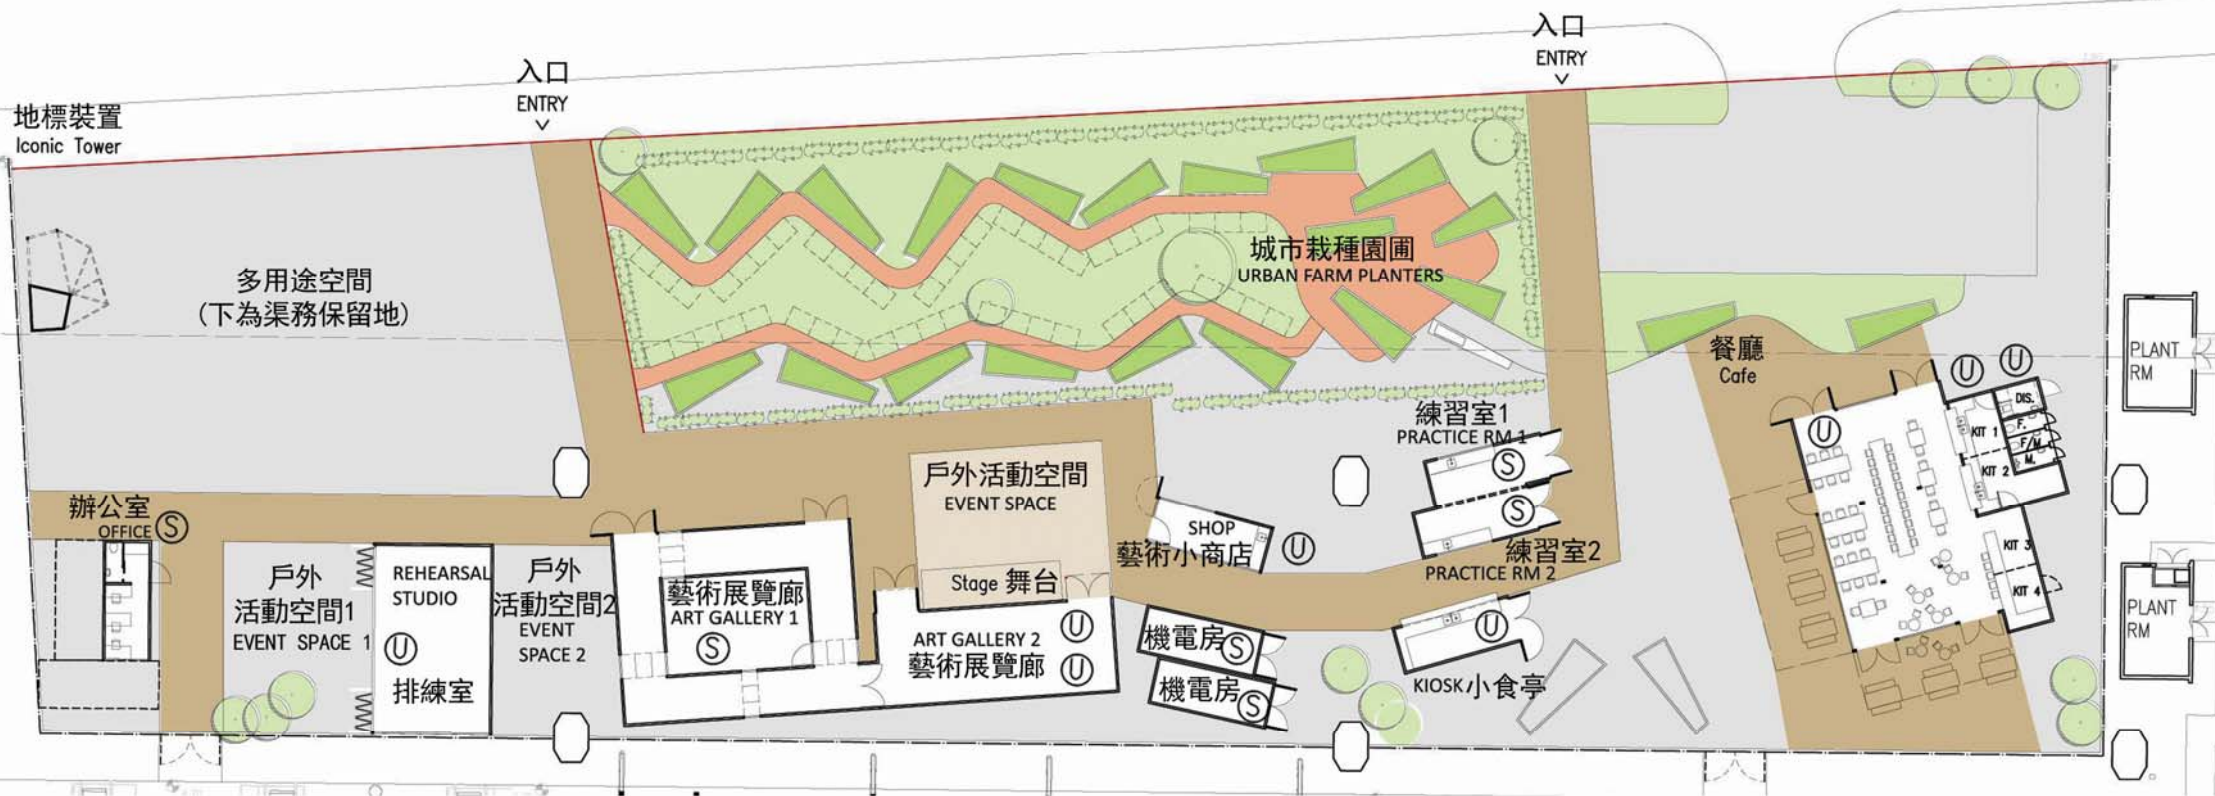 入口
ENTRY
入口
ENTRY
地標裝置
Iconic Tower
多用途空間
(下為渠務保留地)
城市栽種園圃
URBAN FARM PLANTERS
餐廳
Cafe
U
U
U
DIS.
F.
F/M
M.
KIT 1
KIT 2
KIT 3
KIT 4
PLANT
RM
PLANT
RM
練習室1
PRACTICE RM 1
S
S
練習室2
PRACTICE RM 2
戶外活動空間
EVENT SPACE
Stage 舞台
SHOP
藝術小商店
U
辦公室
OFFICE S
戶外
活動空間1
EVENT SPACE 1
REHEARSAL
STUDIO
U
排練室
戶外
活動空間2
EVENT
SPACE 2
藝術展覽廊
ART GALLERY 1
S
ART GALLERY 2
藝術展覽廊
U
U
機電房 S
機電房 S
U
KIOSK小食亭